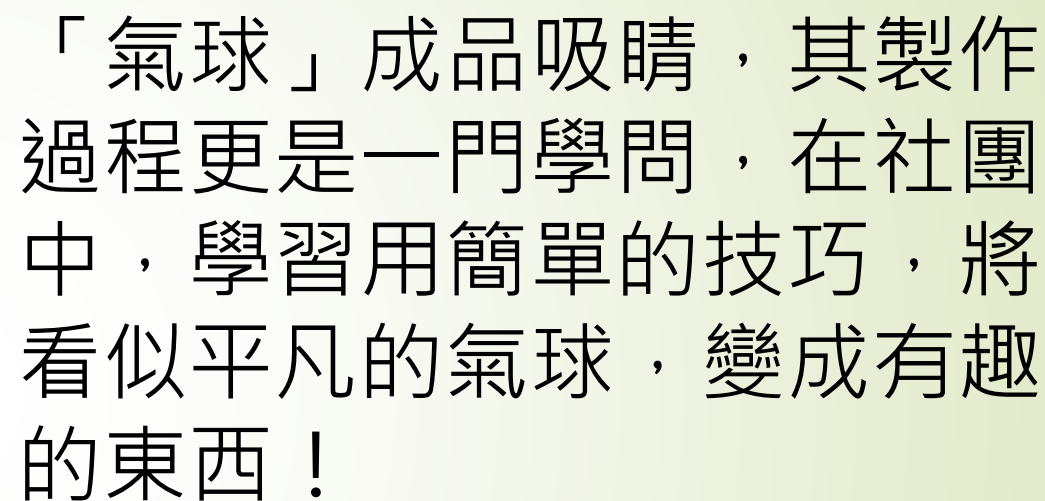 「氣球」成品吸睛，其製作
過程更是一門學問，在社團
中，學習用簡單的技巧，將
看似平凡的氣球，變成有趣
的東西！